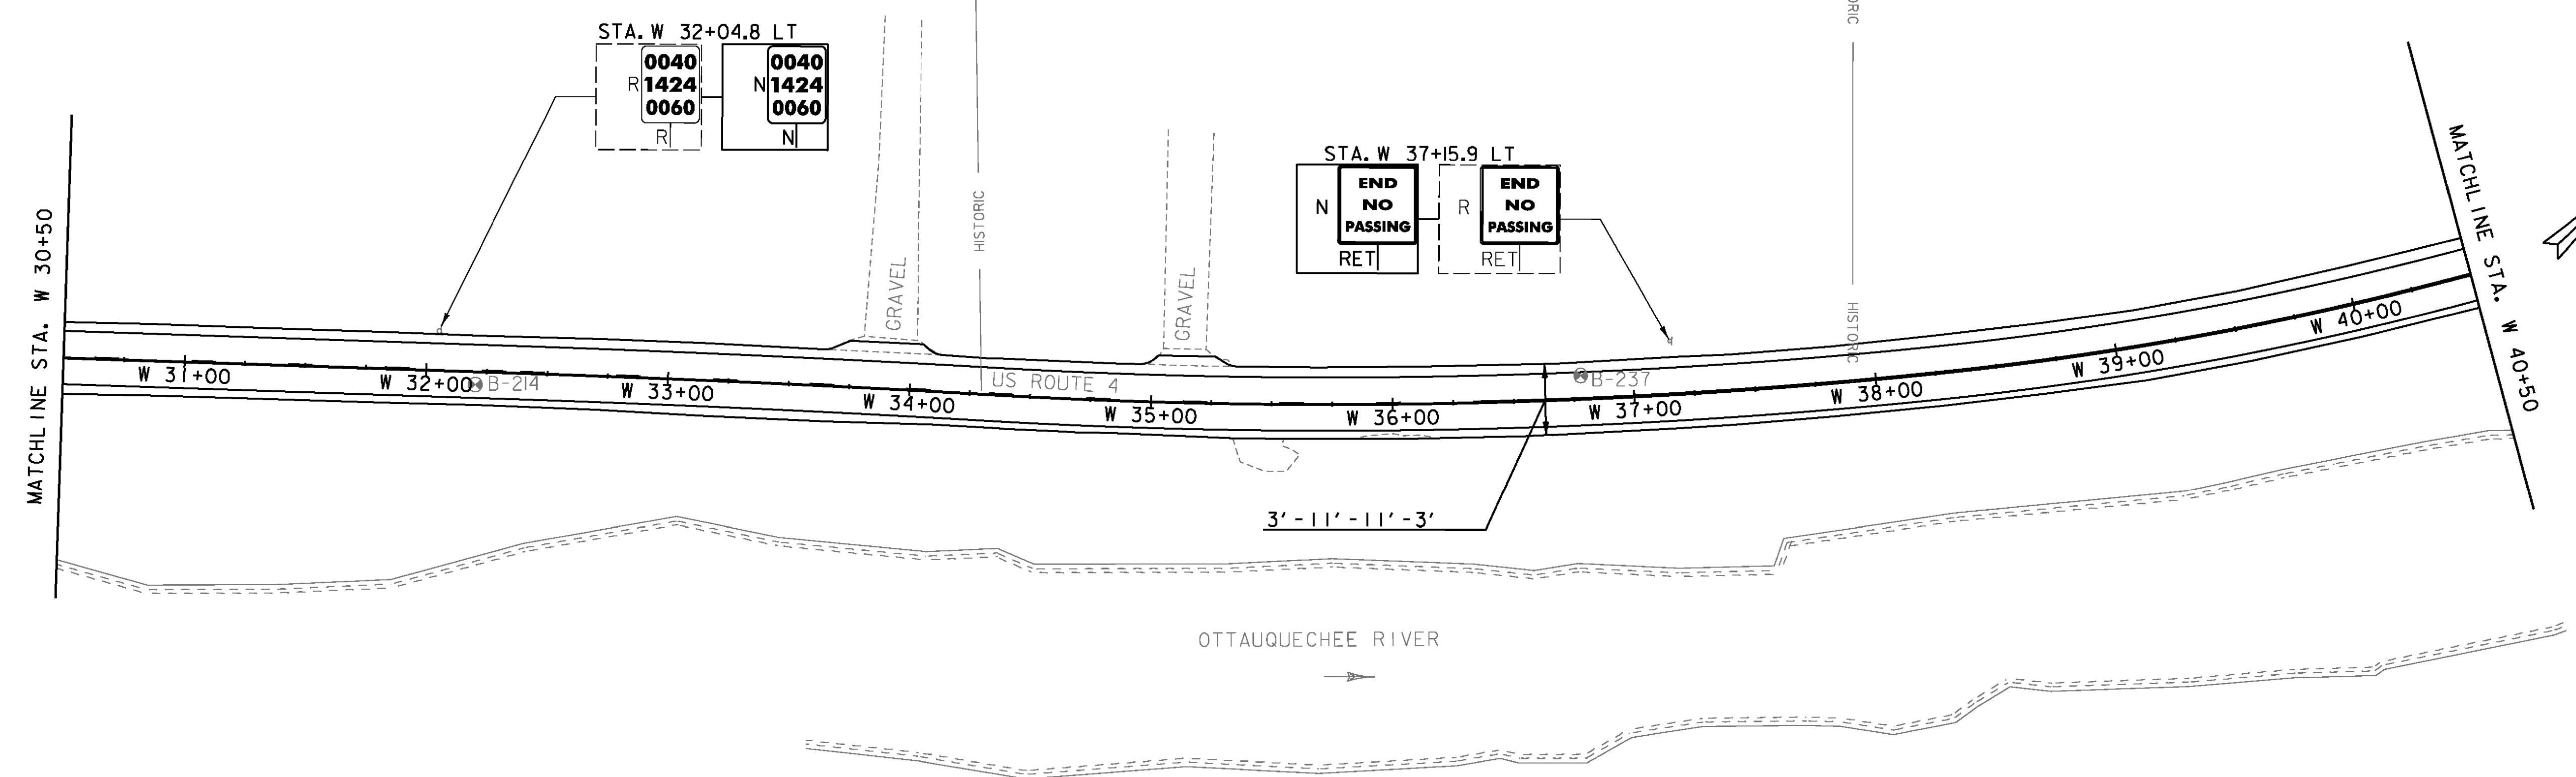 STA. W 32+04.8 LT
R
0040
1424
0060
R
N
0040
1424
0060
N
STA. W 37+15.9 LT
N
END
NO
PASSING
RET
R
END
NO
PASSING
RET
MATCHLINE STA. W 30+50
GRAVEL
HISTORIC
GRAVEL
ORIC
HISTORIC
MATCHLINE STA. W 40+50
W 31+00
W 32+00
B-214
W 33+00
W 34+00
US ROUTE 4
W 35+00
W 36+00
B-237
W 37+00
W 38+00
W 39+00
W 40+00
3'-11'-11'-3'
OTTAUQUECHEE RIVER